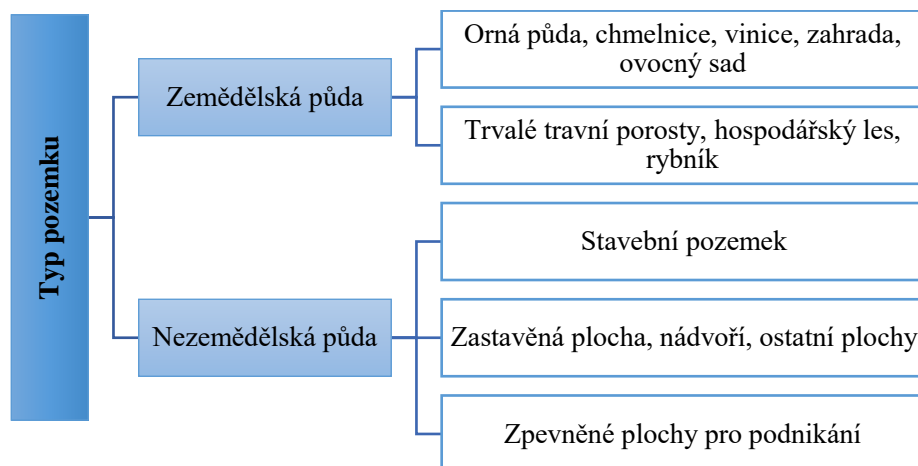 Typ pozemku
Zemědělská půda
Orná půda, chmelnice, vinice, zahrada,
ovocný sad
Trvalé travní porosty, hospodářský les,
rybník
Nezemědělská půda
Stavební pozemek
Zastavěná plocha, nádvoří, ostatní plochy
Zpevněné plochy pro podnikání